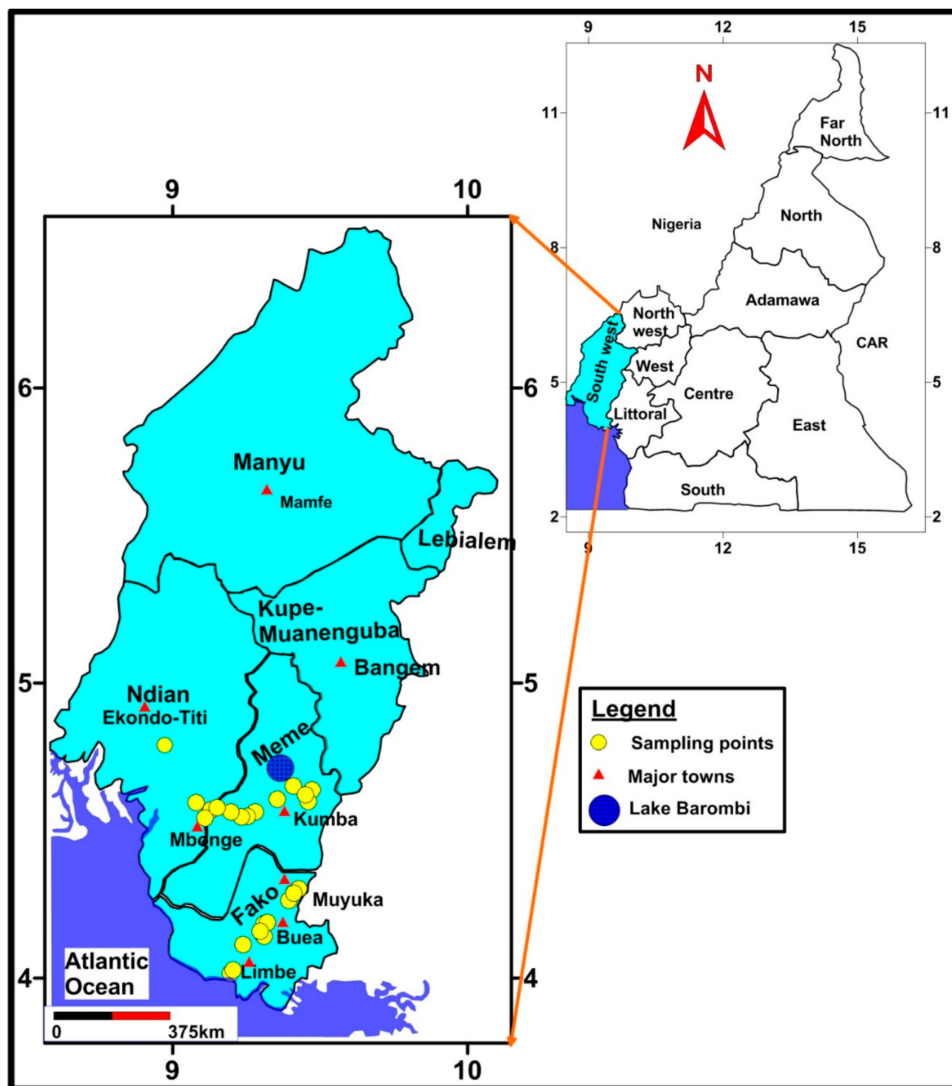 9
12
15
N
11
11
Far
North
North
Nigeria
8
8
Adamawa
North
west
CAR
South west
West
5
5
Centre
Littoral
East
South
2
2
9
12
15
9
10
6
6
Manyu
Mamfe
Lebialem
Kupe-
Muanenguba
Bangem
5
5
Ndian
Ekondo-Titi
Meme
Kumba
Mbonge
Fako
Muyuka
Buea
Limbe
Atlantic
Ocean
4
4
0
375km
9
10
Legend
Sampling points
Major towns
Lake Barombi